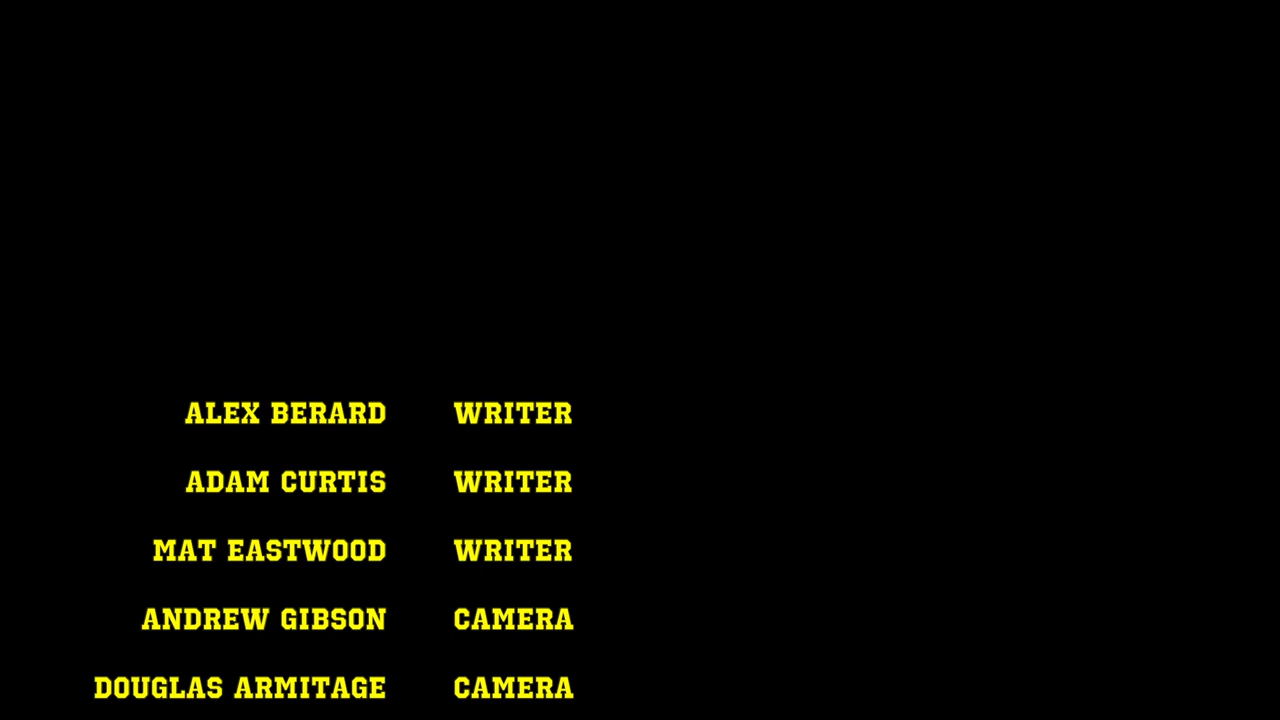 ALEX BERARD WRITER
ADAM CURTIS WRITER
MAT EASTWOOD WRITER
ANDREW GIBSON CAMERA
DOUGLAS ARMITAGE CAMERA